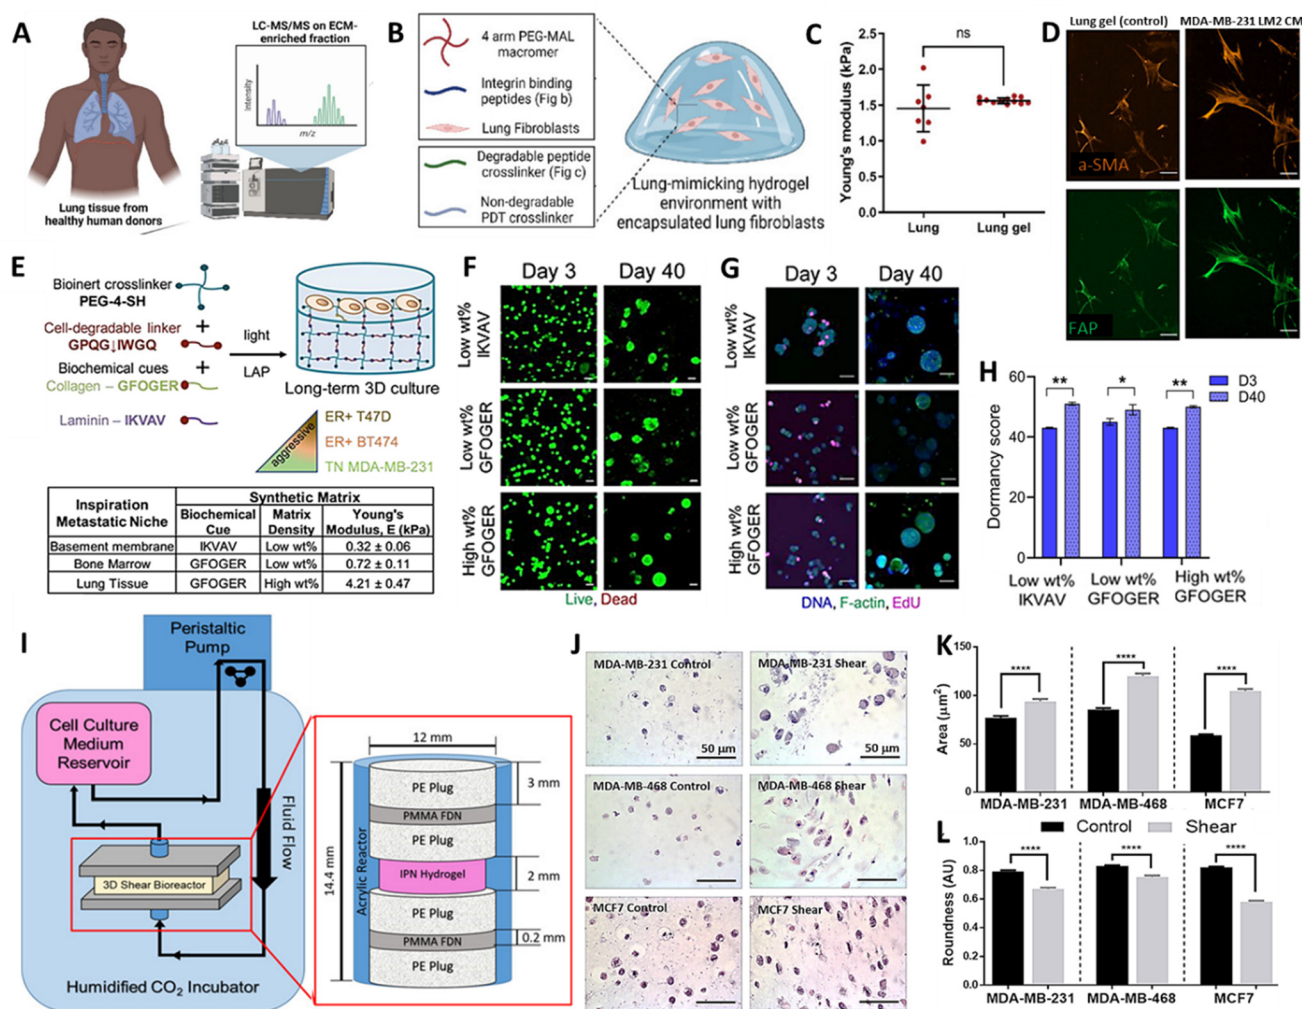 A
LC-MS/MS on ECM-
enriched fraction
Intensity
m/z
Lung tissue from
healthy human donors
B
4 arm PEG-MAL
macromer
Integrin binding
peptides (Fig b)
Lung Fibroblasts
Degradable peptide
crosslinker (Fig c)
Non-degradable
PDT crosslinker
Lung-mimicking hydrogel
environment with
encapsulated lung fibroblasts
C
Young's modulus (kPa)
2.5
2.0
1.5
1.0
0.5
0.0
ns
Lung
Lung gel
D
Lung gel (control)
MDA-MB-231 LM2 CM
a-SMA
FAP
E
Bioinert crosslinker
PEG-4-SH
+
Cell-degradable linker
GPQG↓IWGQ
+
Biochemical cues
Collagen – GFOGER
Laminin – IKVAV
light
LAP
Long-term 3D culture
aggressive
ER+ T47D
ER+ BT474
TN MDA-MB-231
Inspiration Metastatic Niche
Synthetic Matrix
Biochemical Cue
Matrix Density
Young's Modulus, E (kPa)
Basement membrane IKVAV Low wt% 0.32 ± 0.06
Bone Marrow GFOGER Low wt% 0.72 ± 0.11
Lung Tissue GFOGER High wt% 4.21 ± 0.47
F
Day 3 Day 40
Low wt%
IKVAV
Low wt%
GFOGER
High wt%
GFOGER
Live, Dead
G
Day 3 Day 40
Low wt%
IKVAV
Low wt%
GFOGER
High wt%
GFOGER
DNA, F-actin, EdU
H
Dormancy score
60
40
20
0
** * **
D3
D40
Low wt%
IKVAV
Low wt%
GFOGER
High wt%
GFOGER
I
Peristaltic
Pump
Cell Culture
Medium
Reservoir
Fluid Flow
3D Shear Bioreactor
Humidified CO2 Incubator
12 mm
14.4 mm
Acrylic Reactor
PE Plug
3 mm
PMMA FDN
PE Plug
IPN Hydrogel
2 mm
PE Plug
PMMA FDN
0.2 mm
PE Plug
J
MDA-MB-231 Control
MDA-MB-231 Shear
50 µm
50 µm
MDA-MB-468 Control
MDA-MB-468 Shear
MCF7 Control
MCF7 Shear
K
Area (µm²)
150
100
50
0
**** **** ****
MDA-MB-231 MDA-MB-468 MCF7
Control Shear
L
Roundness (AU)
1.0
0.8
0.6
0.4
0.2
0.0
**** **** ****
MDA-MB-231 MDA-MB-468 MCF7